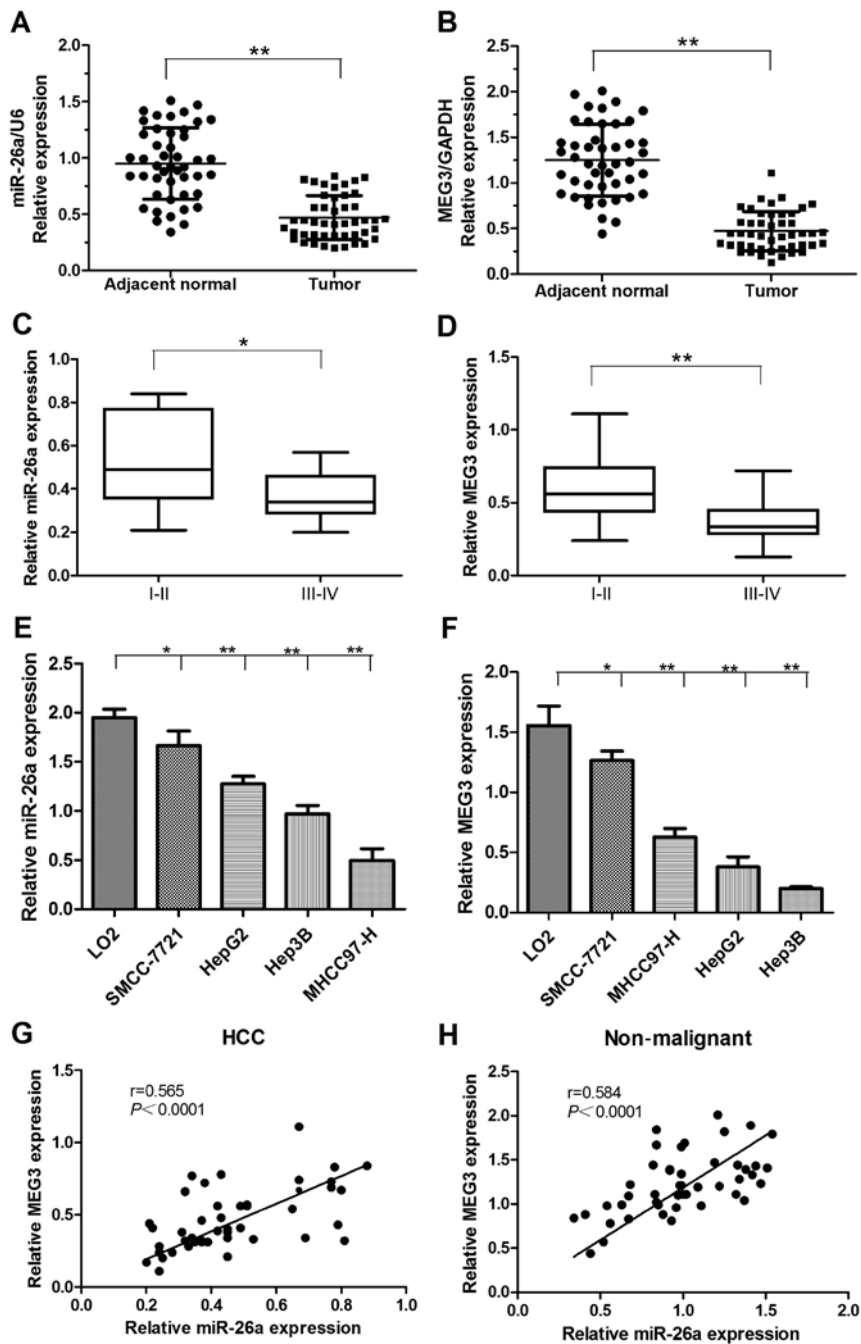 A
miR-26a/U6
Relative expression
2.0
1.5
1.0
0.5
0.0
**
Adjacent normal
Tumor
B
MEG3/GAPDH
Relative expression
2.5
2.0
1.5
1.0
0.5
0.0
**
Adjacent normal
Tumor
C
Relative miR-26a expression
1.0
0.8
0.6
0.4
0.2
0.0
*
I-II
III-IV
D
Relative MEG3 expression
1.5
1.0
0.5
0.0
**
I-II
III-IV
E
Relative miR-26a expression
2.5
2.0
1.5
1.0
0.5
0.0
* ** ** **
LO2
SMCC-7721
HepG2
Hep3B
MHCC97-H
F
Relative MEG3 expression
2.0
1.5
1.0
0.5
0.0
* ** ** **
LO2
SMCC-7721
MHCC97-H
HepG2
Hep3B
G
HCC
Relative MEG3 expression
1.5
1.0
0.5
0.0
r=0.565
P< 0.0001
0.0 0.2 0.4 0.6 0.8 1.0
Relative miR-26a expression
H
Non-malignant
Relative MEG3 expression
2.5
2.0
1.5
1.0
0.5
0.0
r=0.584
P< 0.0001
0.0 0.5 1.0 1.5 2.0
Relative miR-26a expression